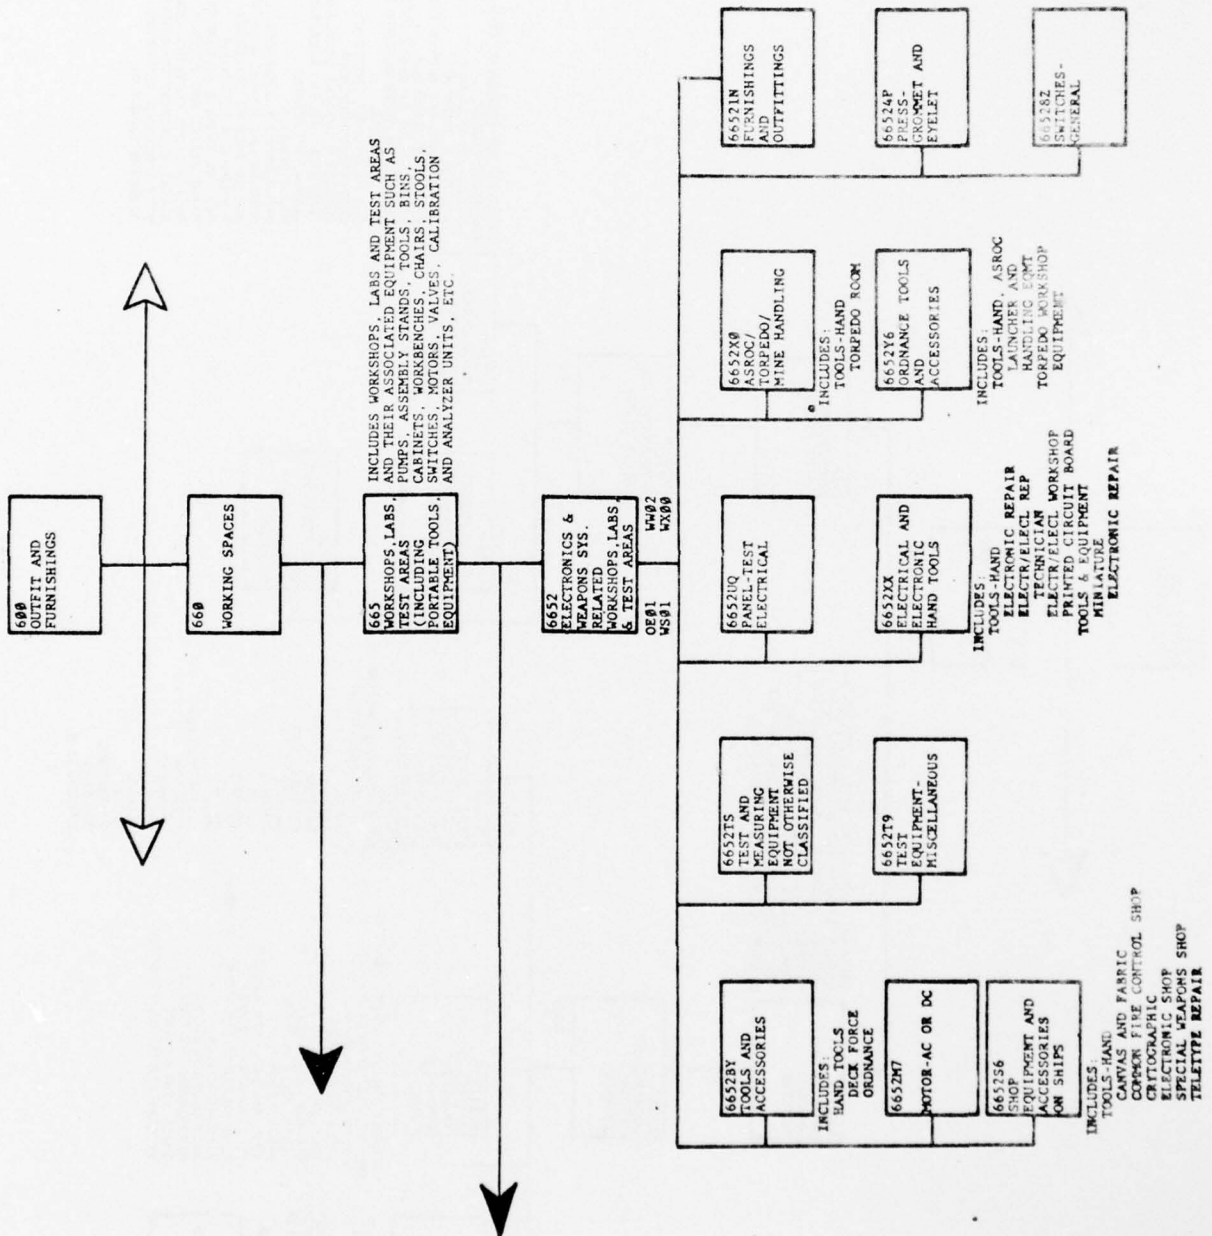 600
OUTFIT AND
FURNISHINGS
660
WORKING SPACES
665
WORKSHOPS, LABS,
TEST AREAS
(INCLUDING
PORTABLE TOOLS,
EQUIPMENT)
INCLUDES WORKSHOPS, LABS AND TEST AREAS
AND THEIR ASSOCIATED EQUIPMENT SUCH AS
PUMPS, ASSEMBLY STANDS, TOOLS, BINS,
CABINETS, WORKBENCHES, CHAIRS, STOOLS,
SWITCHES, MOTORS, VALVES, CALIBRATION
AND ANALYZER UNITS, ETC.
6652
ELECTRONICS &
WEAPONS SYS.
RELATED
WORKSHOPS, LABS,
& TEST AREAS
OE01 WW02
WS01 WX00
6652BY
TOOLS AND
ACCESSORIES
INCLUDES:
HAND TOOLS
DECK FORCE
ORDNANCE
6652M7
MOTOR-AC OR DC
6652S6
SHOP
EQUIPMENT AND
ACCESSORIES
ON SHIPS
INCLUDES:
TOOLS-HAND
CANVAS AND FABRIC
COMMON FIRE CONTROL SHOP
CRYTOGRAPHIC
ELECTRONIC SHOP
SPECIAL WEAPONS SHOP
TELETYPE REPAIR
6652TS
TEST AND
MEASURING
EQUIPMENT
NOT OTHERWISE
CLASSIFIED
6652T9
TEST
EQUIPMENT-
MISCELLANEOUS
6652UQ
PANEL-TEST
ELECTRICAL
6652XX
ELECTRICAL AND
ELECTRONIC
HAND TOOLS
INCLUDES:
TOOLS-HAND
ELECTRONIC REPAIR
ELECTR/ELECL REP
TECHNICIAN
ELECTR/ELECL WORKSHOP
PRINTED CIRCUIT BOARD
TOOLS & EQUIPMENT
MINIATURE
ELECTRONIC REPAIR
6652X0
ASROC/
TORPEDO/
MINE HANDLING
INCLUDES:
TOOLS-HAND
TORPEDO ROOM
6652Y6
ORDNANCE TOOLS
AND
ACCESSORIES
INCLUDES:
TOOLS-HAND, ASROC
LAUNCHER AND
HANDLING EQMT
TORPEDO WORKSHOP
EQUIPMENT
66521N
FURNISHINGS
AND
OUTFITTINGS
66524P
PRESS-
GROMMET AND
EYELET
66528Z
SWITCHES-
GENERAL